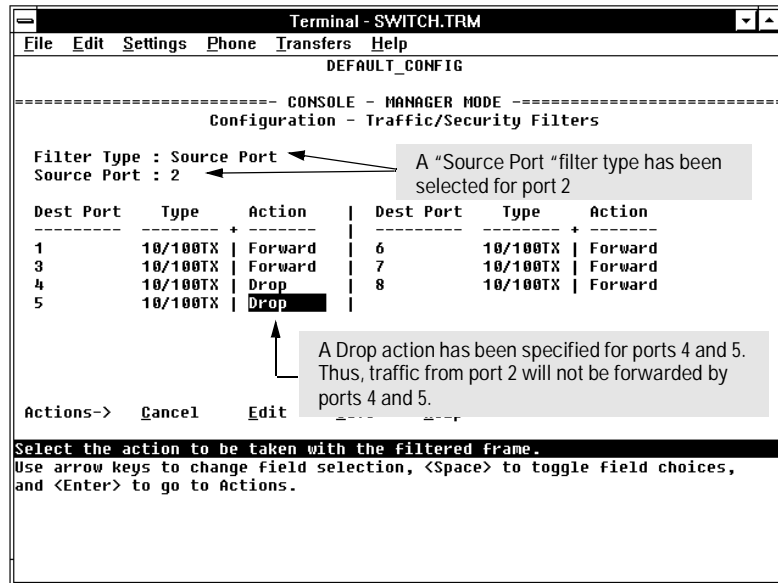 Terminal - SWITCH.TRM
File Edit Settings Phone Transfers Help
DEFAULT_CONFIG
==========================- CONSOLE - MANAGER MODE -==========================
Configuration - Traffic/Security Filters
Filter Type : Source Port
Source Port : 2
A “Source Port “filter type has been
selected for port 2
Dest Port Type Action | Dest Port Type Action
--------- -------- + -------- | --------- -------- + --------
1 10/100TX | Forward | 6 10/100TX | Forward
3 10/100TX | Forward | 7 10/100TX | Forward
4 10/100TX | Drop | 8 10/100TX | Forward
5 10/100TX | Drop |
A Drop action has been specified for ports 4 and 5.
Thus, traffic from port 2 will not be forwarded by
ports 4 and 5.
Actions-> Cancel Edit
Select the action to be taken with the filtered frame.
Use arrow keys to change field selection, <Space> to toggle field choices,
and <Enter> to go to Actions.